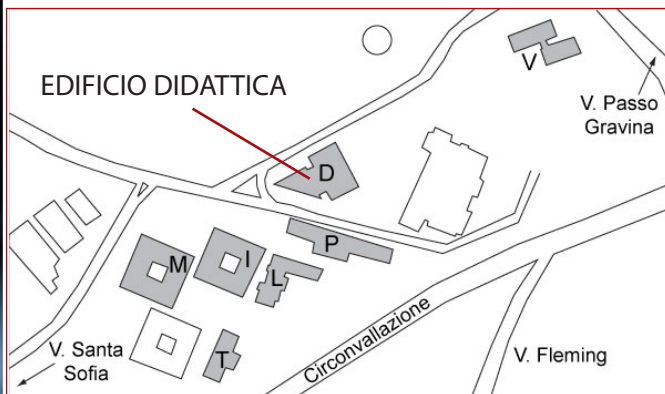 V
EDIFICIO DIDATTICA
V. Passo
Gravina
D
P
M
I
L
T
Circonvallazione
V. Santa
Sofia
V. Fleming